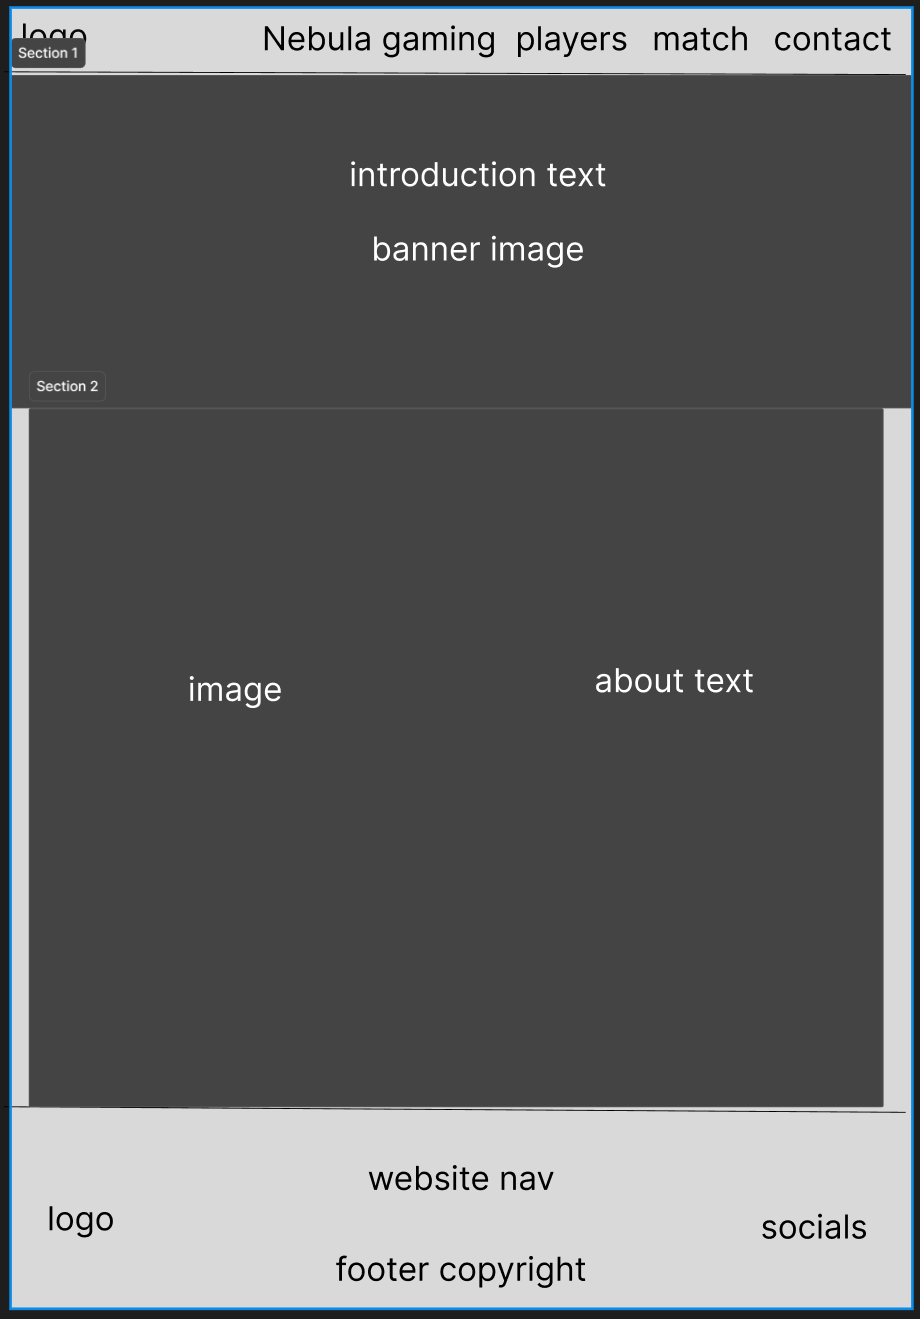 logo
Nebula gaming players match contact
Section 1
introduction text
banner image
Section 2
image
about text
website nav
logo
socials
footer copyright